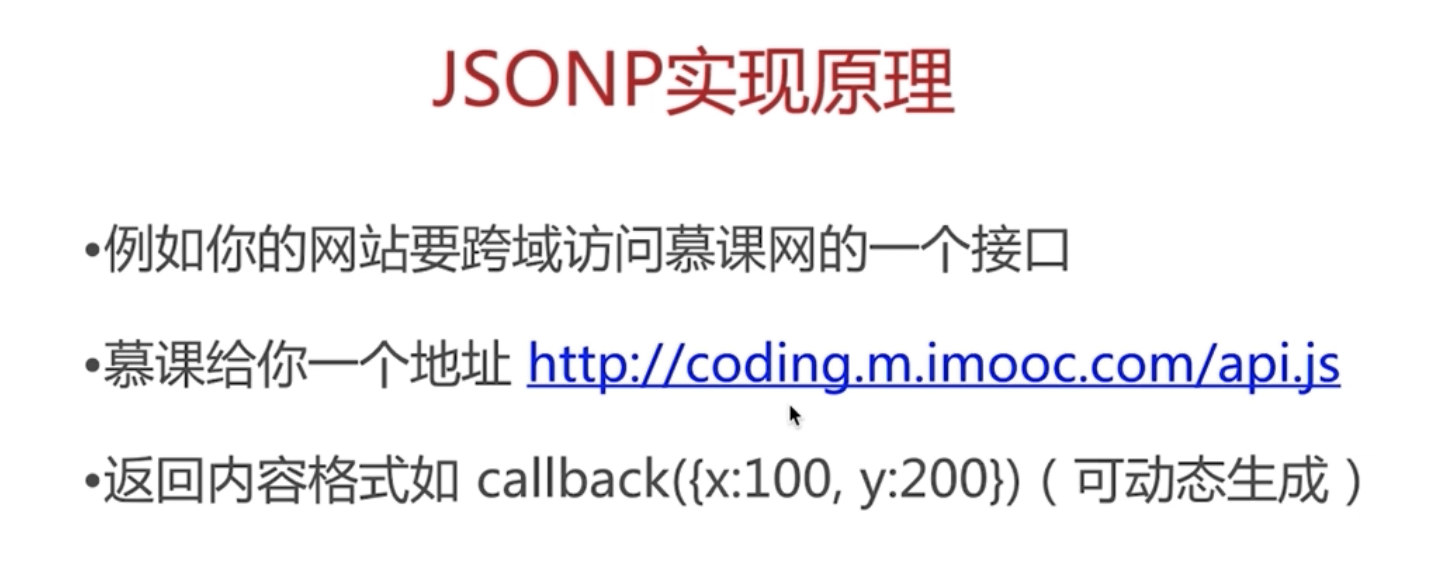 JSONP实现原理
•例如你的网站要跨域访问慕课网的一个接口
•慕课给你一个地址 http://coding.m.imooc.com/api.js
•返回内容格式如 callback({x:100, y:200})（可动态生成）